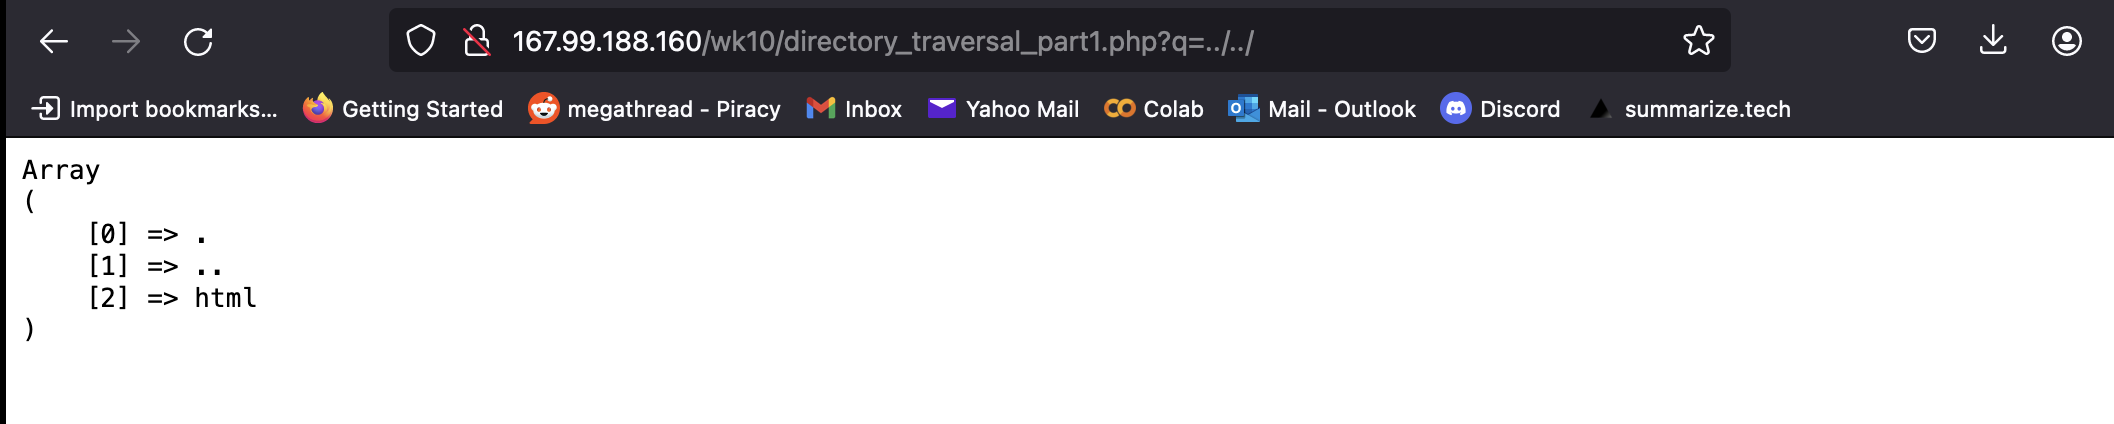 167.99.188.160/wk10/directory_traversal_part1.php?q=../../
Import bookmarks... Getting Started megathread - Piracy Inbox Yahoo Mail Colab Mail - Outlook Discord summarize.tech
Array
(
    [0] => .
    [1] => ..
    [2] => html
)